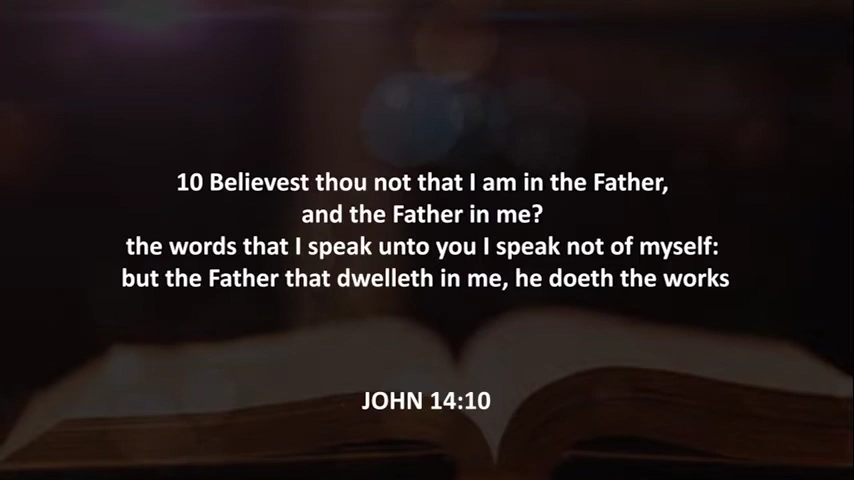 10 Believest thou not that I am in the Father,
and the Father in me?
the words that I speak unto you I speak not of myself:
but the Father that dwelleth in me, he doeth the works
JOHN 14:10